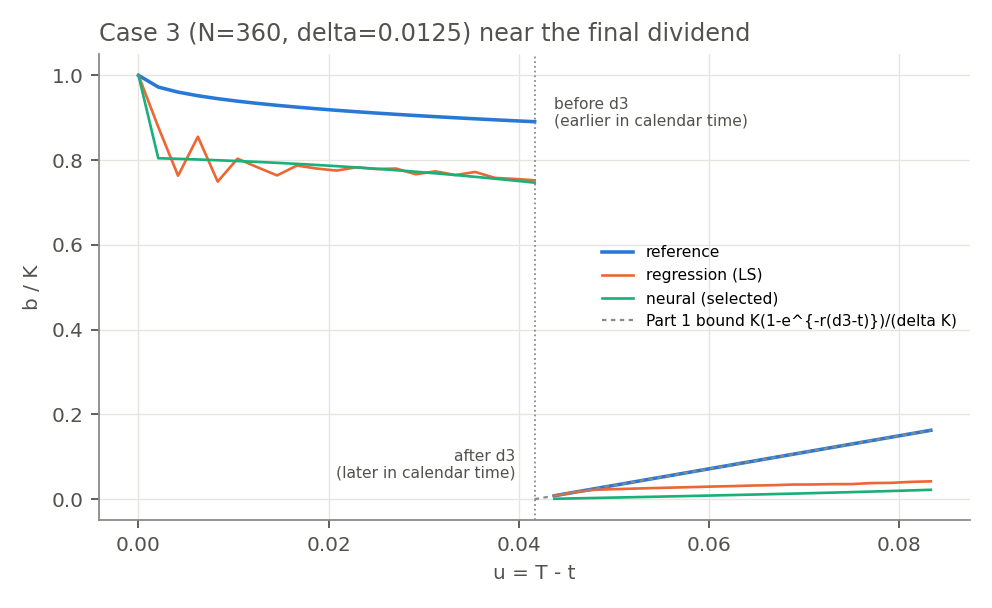 Case 3 (N=360, delta=0.0125) near the final dividend
b / K
1.0
0.8
0.6
0.4
0.2
0.0
before d3
(earlier in calendar time)
reference
regression (LS)
neural (selected)
Part 1 bound K(1-e^{-r(d3-t)})/(delta K)
after d3
(later in calendar time)
0.00
0.02
0.04
0.06
0.08
u = T - t